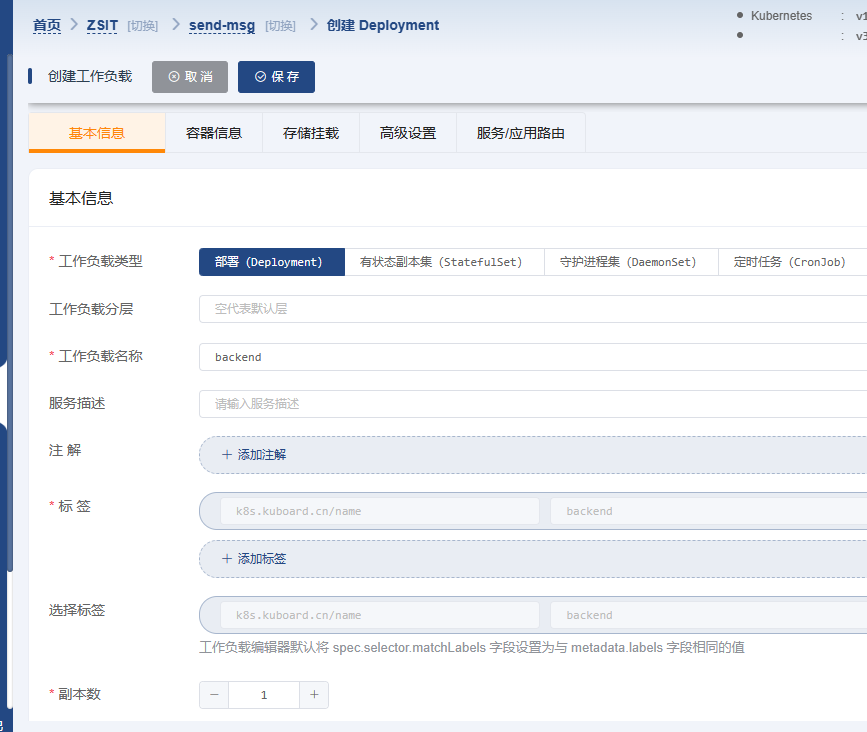 首页 > ZSIT [切换] > send-msg [切换] > 创建 Deployment
Kubernetes : v1
: v3
创建工作负载 取 消 保 存
基本信息 容器信息 存储挂载 高级设置 服务/应用路由
基本信息
* 工作负载类型 部署 (Deployment) 有状态副本集 (StatefulSet) 守护进程集 (DaemonSet) 定时任务 (CronJob)
工作负载分层 空代表默认层
* 工作负载名称 backend
服务描述 请输入服务描述
注 解 + 添加注解
* 标 签 k8s.kuboard.cn/name backend
+ 添加标签
选择标签 k8s.kuboard.cn/name backend
工作负载编辑器默认将 spec.selector.matchLabels 字段设置为与 metadata.labels 字段相同的值
* 副本数 − 1 +